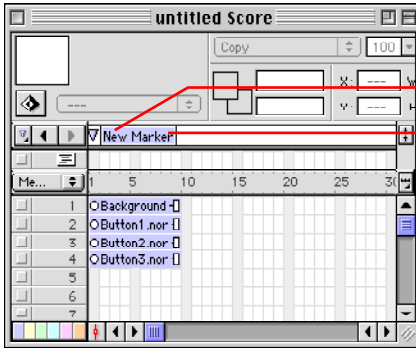 untitled Score
Copy 100
X: --- W
---
Y: --- H
New Marker
Me... 1 5 10 15 20 25 30
1 Background
2 Button1.nor
3 Button2.nor
4 Button3.nor
5
6
7